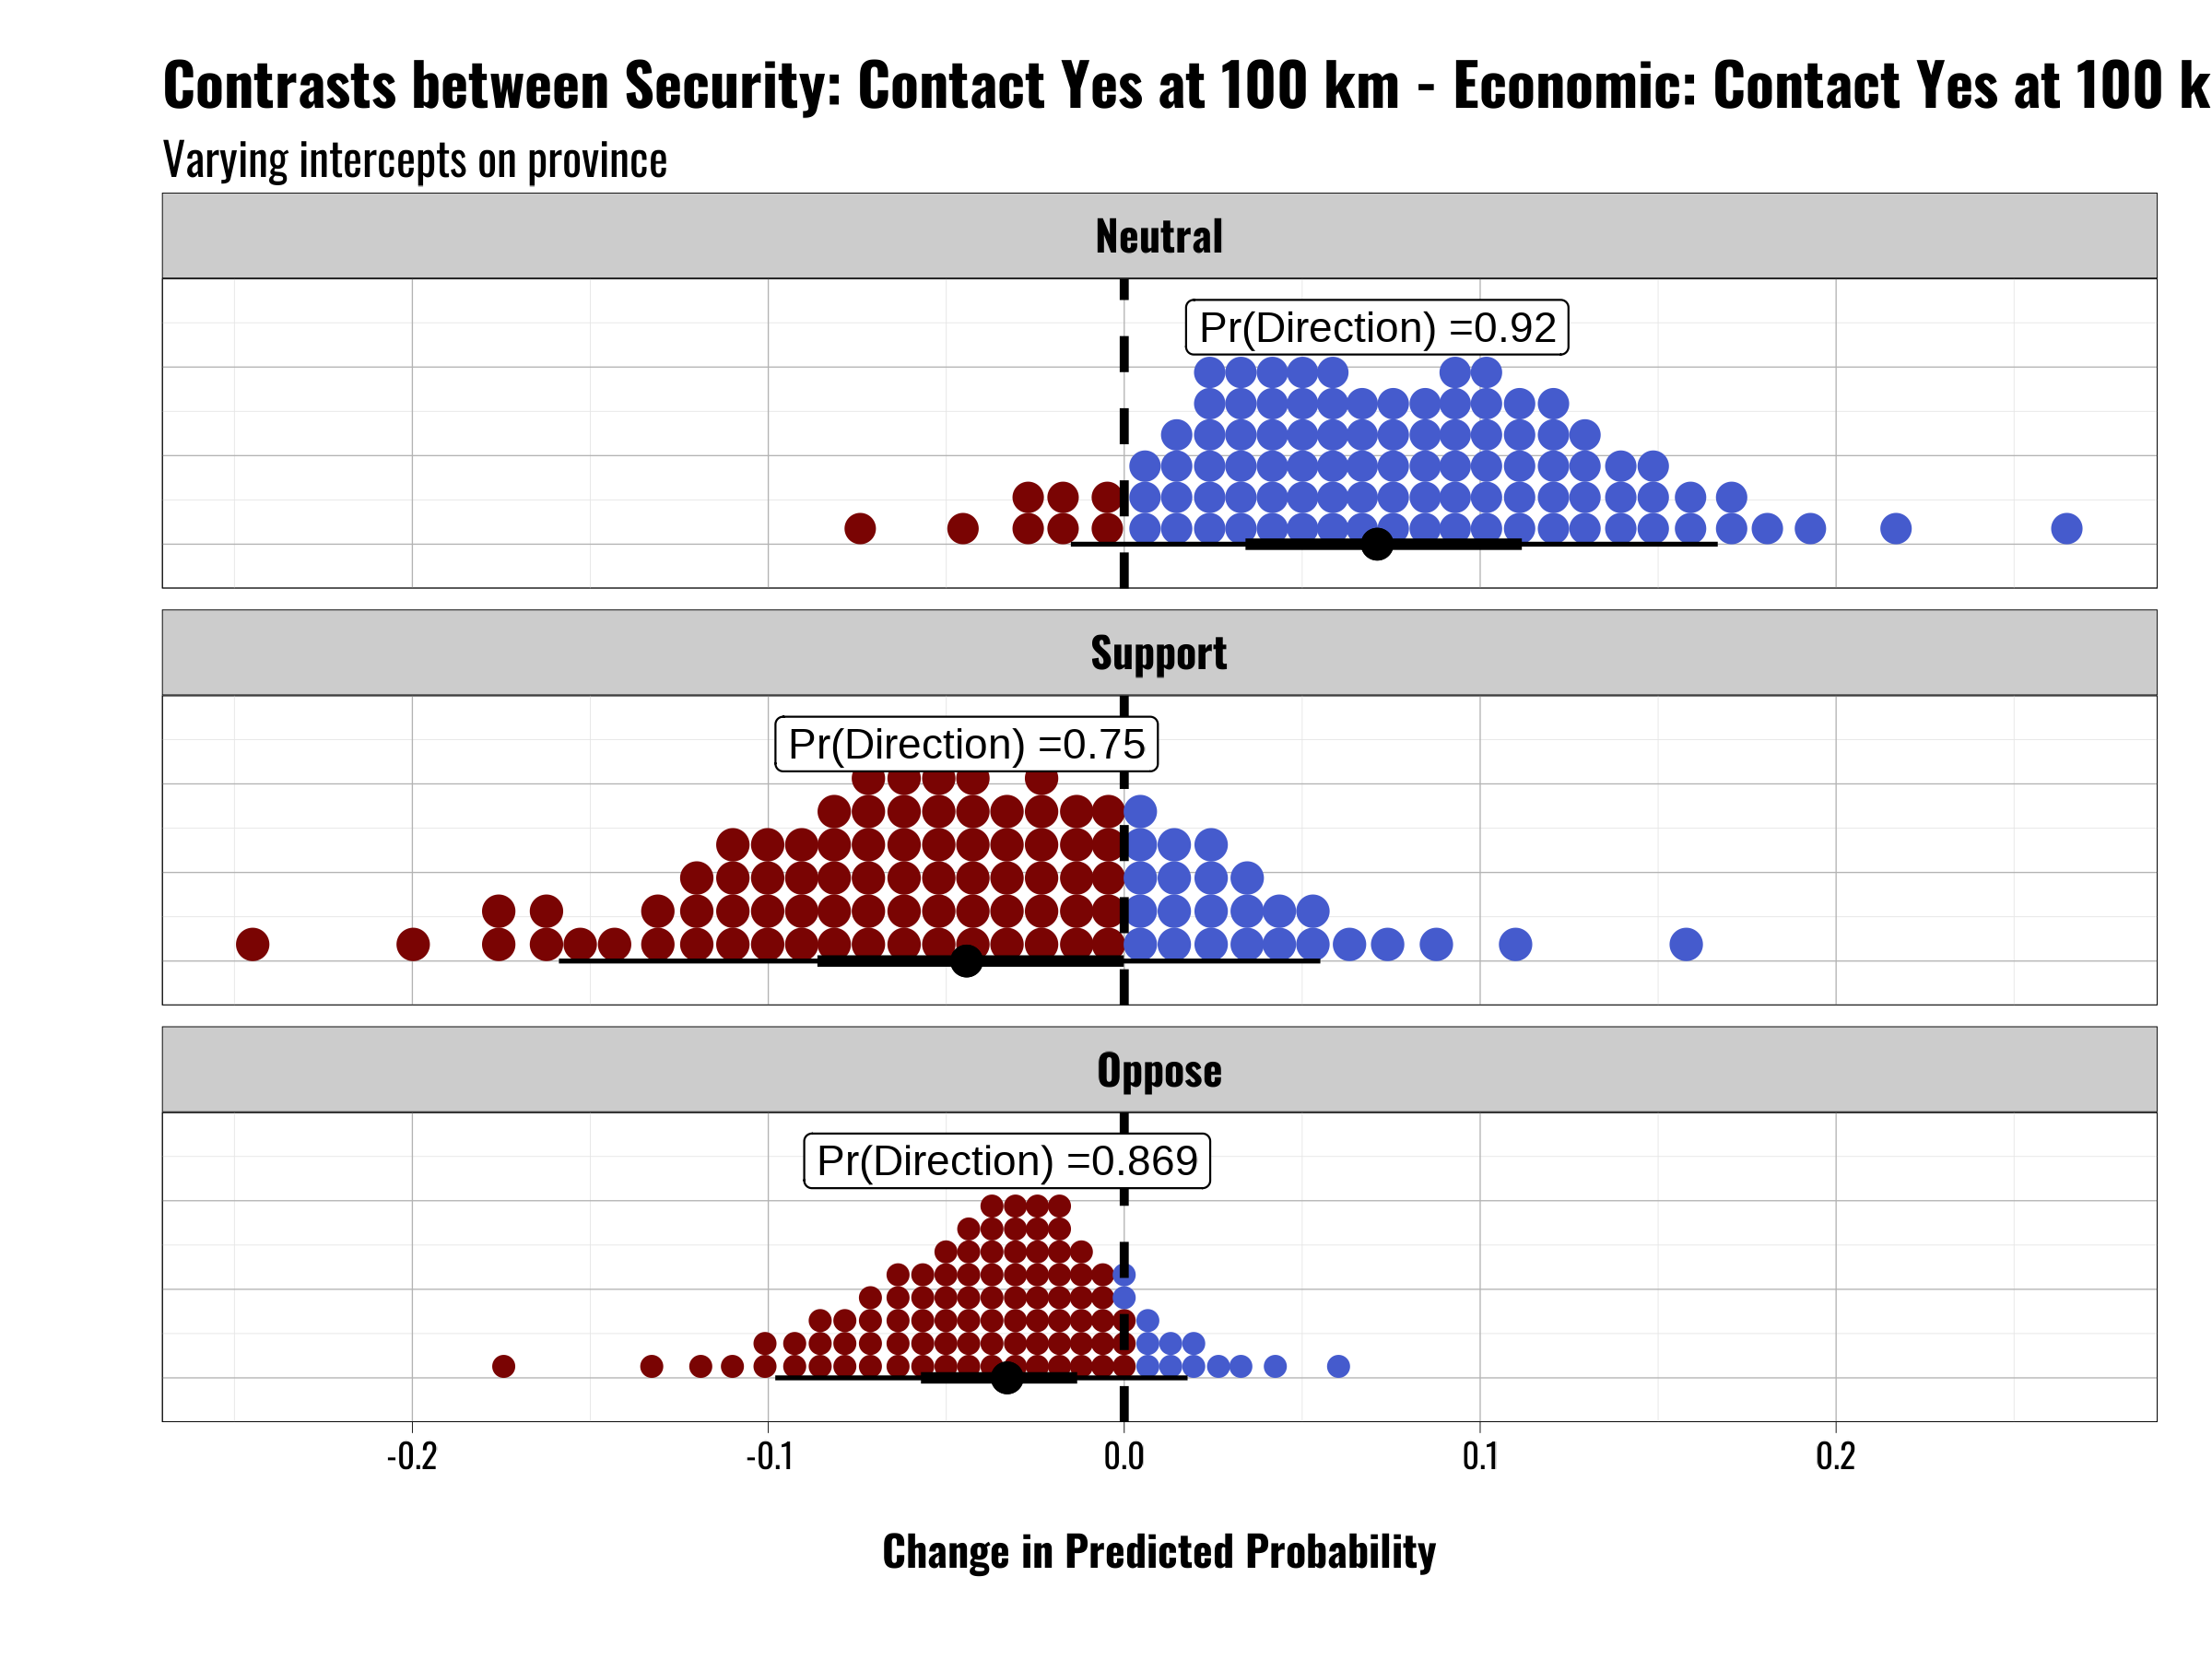 Contrasts between Security: Contact Yes at 100 km - Economic: Contact Yes at 100 k
Varying intercepts on province
Neutral
Pr(Direction) =0.92
Support
Pr(Direction) =0.75
Oppose
Pr(Direction) =0.869
-0.2 -0.1 0.0 0.1 0.2
Change in Predicted Probability